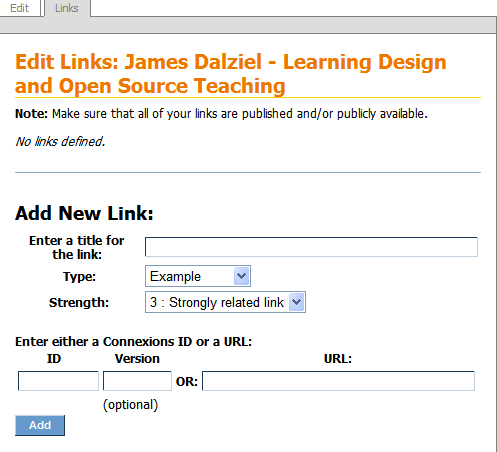 Edit Links
Edit Links: James Dalziel - Learning Design
and Open Source Teaching
Note: Make sure that all of your links are published and/or publicly available.
No links defined.
Add New Link:
Enter a title for
the link:
Type: Example
Strength: 3 : Strongly related link
Enter either a Connexions ID or a URL:
ID Version URL:
OR:
(optional)
Add